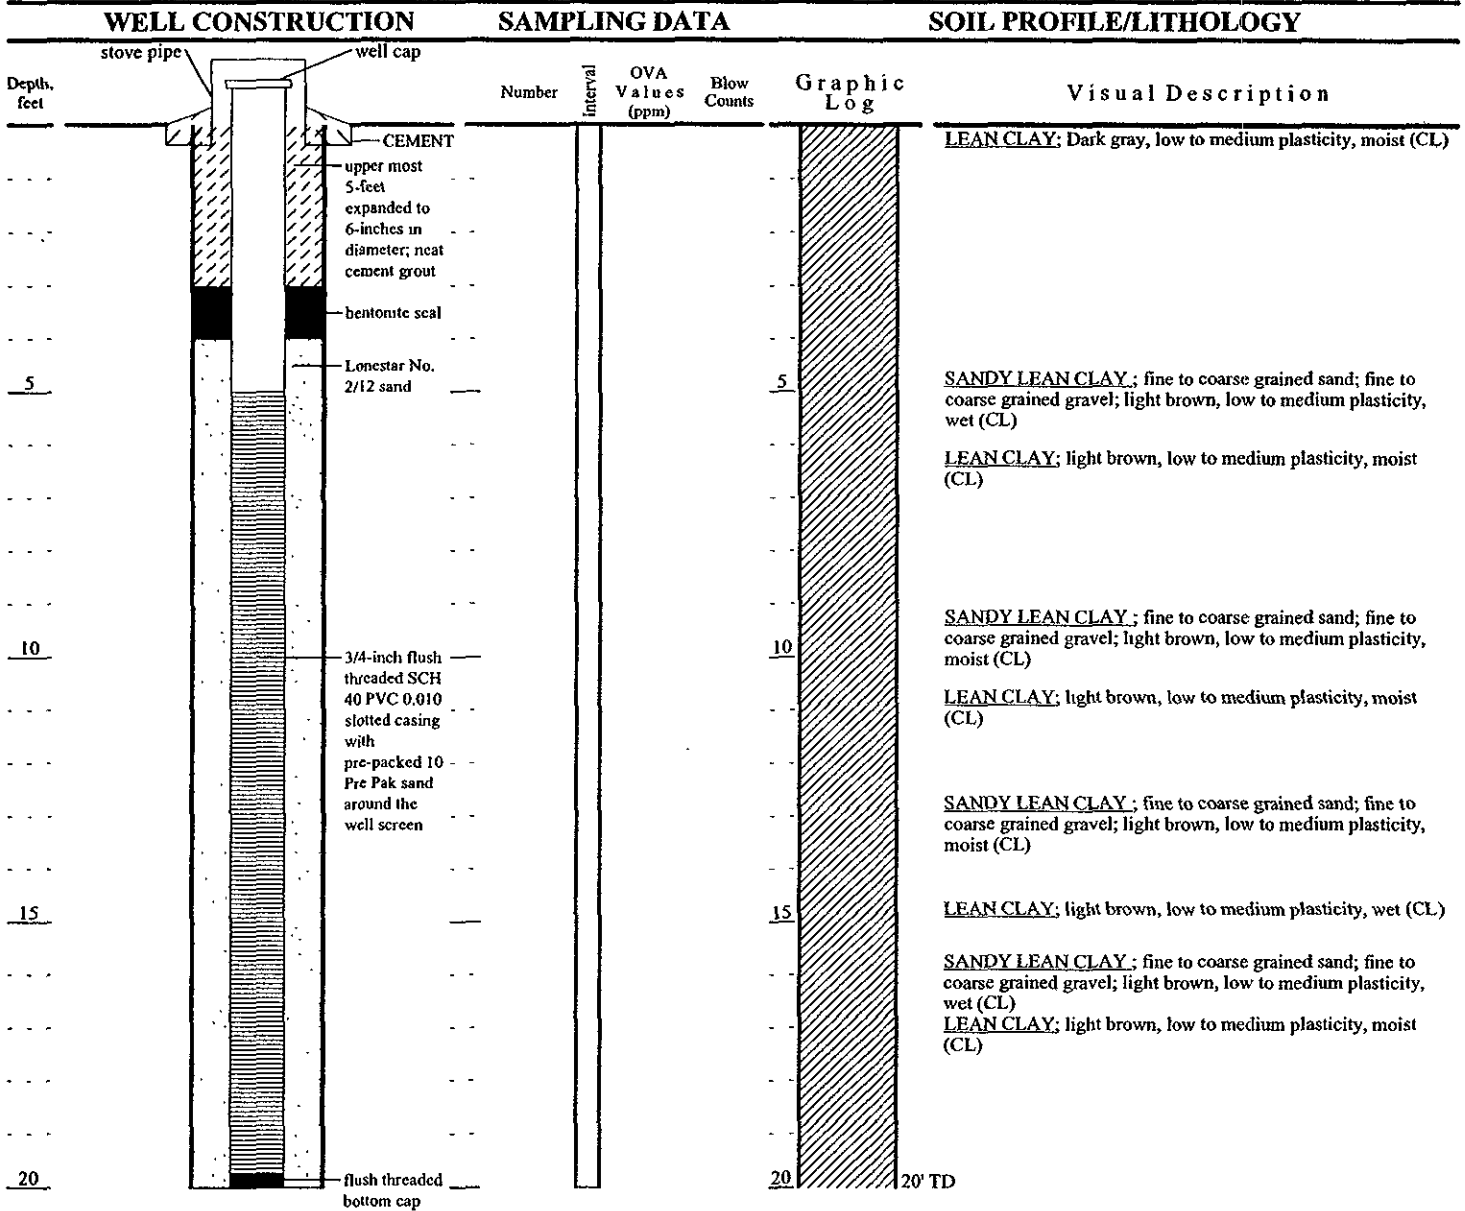 WELL CONSTRUCTION
SAMPLING DATA
SOIL PROFILE/LITHOLOGY
stove pipe
well cap
Depth,
feet
Number
Interval
OVA
Values
(ppm)
Blow
Counts
Graphic
Log
Visual Description
CEMENT
upper most
5-feet
expanded to
6-inches in
diameter; neat
cement grout
bentonite seal
Lonestar No.
2/12 sand
3/4-inch flush
threaded SCH
40 PVC 0.010
slotted casing
with
pre-packed 10
Pre Pak sand
around the
well screen
flush threaded
bottom cap
5
10
15
20
5
10
15
20
20' TD
LEAN CLAY; Dark gray, low to medium plasticity, moist (CL)
SANDY LEAN CLAY ; fine to coarse grained sand; fine to
coarse grained gravel; light brown, low to medium plasticity,
wet (CL)
LEAN CLAY; light brown, low to medium plasticity, moist
(CL)
SANDY LEAN CLAY ; fine to coarse grained sand; fine to
coarse grained gravel; light brown, low to medium plasticity,
moist (CL)
LEAN CLAY; light brown, low to medium plasticity, moist
(CL)
SANDY LEAN CLAY ; fine to coarse grained sand; fine to
coarse grained gravel; light brown, low to medium plasticity,
moist (CL)
LEAN CLAY; light brown, low to medium plasticity, wet (CL)
SANDY LEAN CLAY ; fine to coarse grained sand; fine to
coarse grained gravel; light brown, low to medium plasticity,
wet (CL)
LEAN CLAY; light brown, low to medium plasticity, moist
(CL)